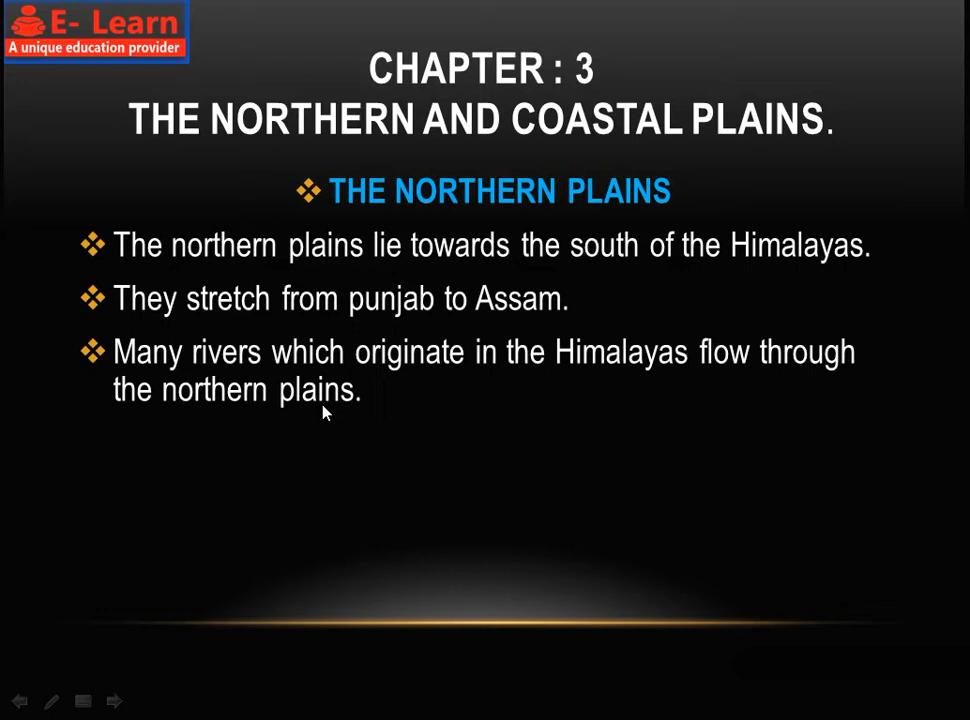 E- Learn
A unique education provider
CHAPTER : 3
THE NORTHERN AND COASTAL PLAINS.
THE NORTHERN PLAINS
The northern plains lie towards the south of the Himalayas.
They stretch from punjab to Assam.
Many rivers which originate in the Himalayas flow through
the northern plains.